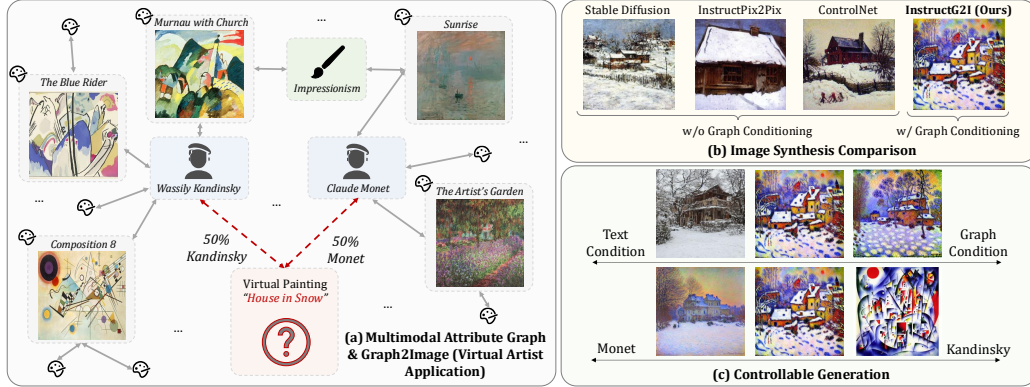 ...
Murnau with Church
Sunrise
The Blue Rider
Impressionism
...
Wassily Kandinsky
Claude Monet
...
...
The Artist's Garden
Composition 8
50%
Kandinsky
50%
Monet
Virtual Painting
"House in Snow"
...
...
(a) Multimodal Attribute Graph
& Graph2Image (Virtual Artist
Application)
Stable Diffusion
InstructPix2Pix
ControlNet
InstructG2I (Ours)
w/o Graph Conditioning
w/ Graph Conditioning
(b) Image Synthesis Comparison
Text
Condition
Graph
Condition
Monet
Kandinsky
(c) Controllable Generation